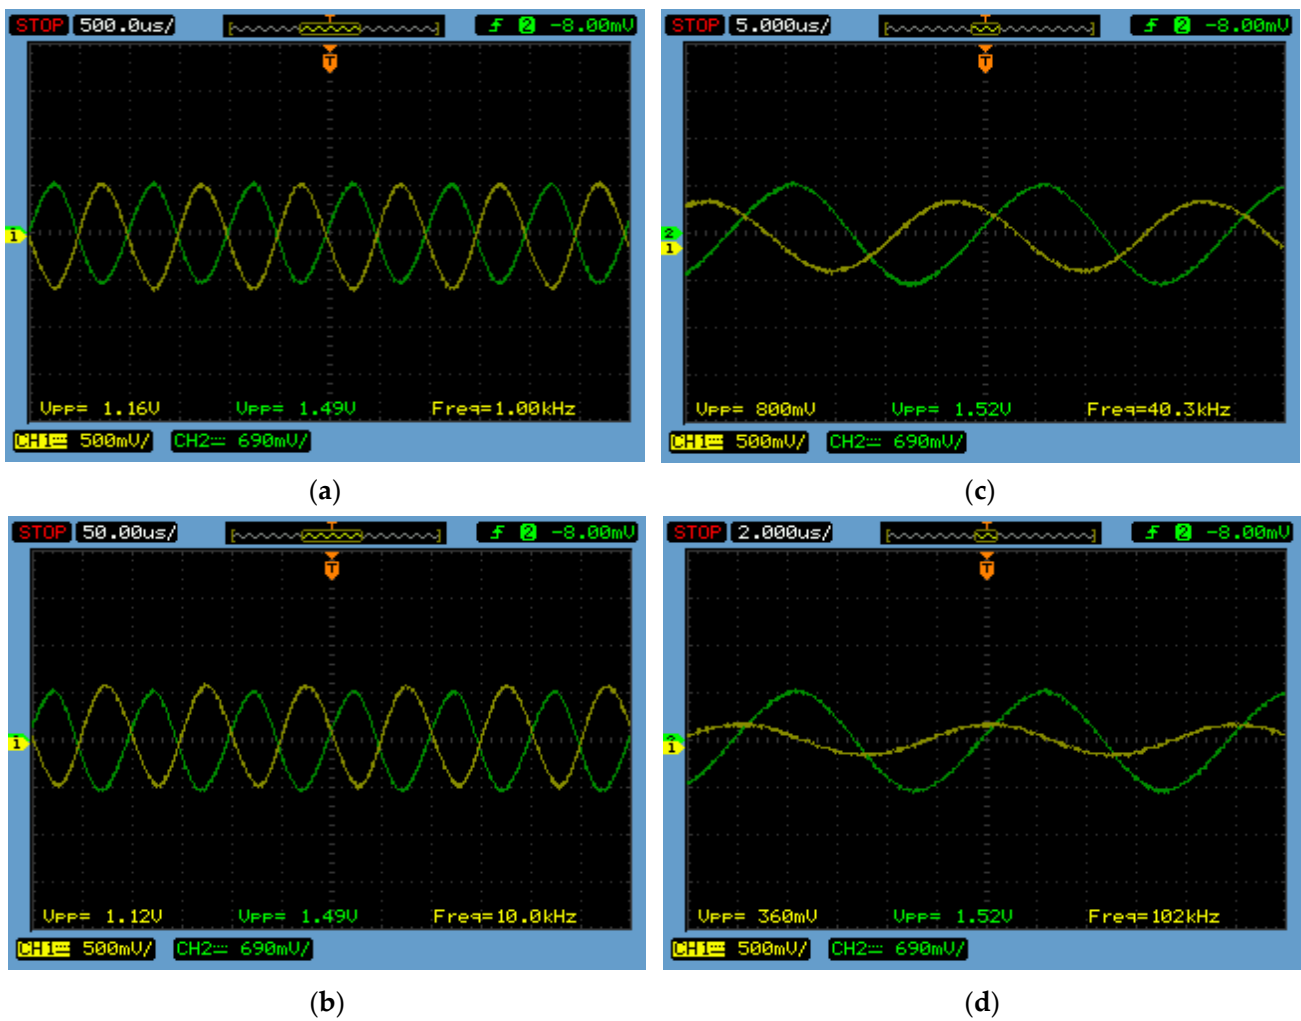 STOP 500.0us/ 2 -8.00mV
T
1
Vpp= 1.16V Vpp= 1.49V Freq=1.00kHz
CH1 500mV/ CH2 690mV/
(a)
STOP 5.000us/ 2 -8.00mV
T
2
1
Vpp= 800mV Vpp= 1.52V Freq=40.3kHz
CH1 500mV/ CH2 690mV/
(c)
STOP 50.00us/ 2 -8.00mV
T
1
Vpp= 1.12V Vpp= 1.49V Freq=10.0kHz
CH1 500mV/ CH2 690mV/
(b)
STOP 2.000us/ 2 -8.00mV
T
2
1
Vpp= 360mV Vpp= 1.52V Freq=102kHz
CH1 500mV/ CH2 690mV/
(d)